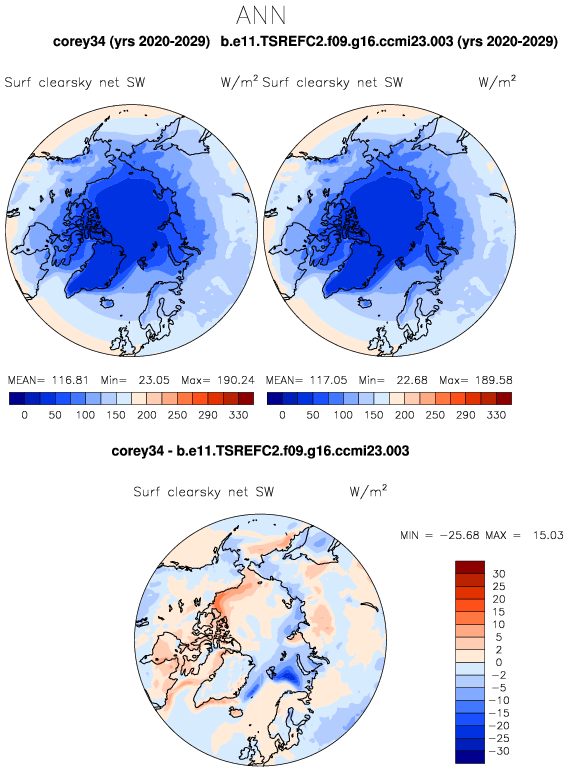 ANN
corey34 (yrs 2020-2029) b.e11.TSREFC2.f09.g16.ccmi23.003 (yrs 2020-2029)
Surf clearsky net SW W/m² Surf clearsky net SW W/m²
MEAN= 116.81 Min= 23.05 Max= 190.24 MEAN= 117.05 Min= 22.68 Max= 189.58
0 50 100 150 200 250 290 330 0 50 100 150 200 250 290 330
corey34 - b.e11.TSREFC2.f09.g16.ccmi23.003
Surf clearsky net SW W/m²
MIN = −25.68 MAX = 15.03
30
25
20
15
10
5
2
0
−2
−5
−10
−15
−20
−25
−30